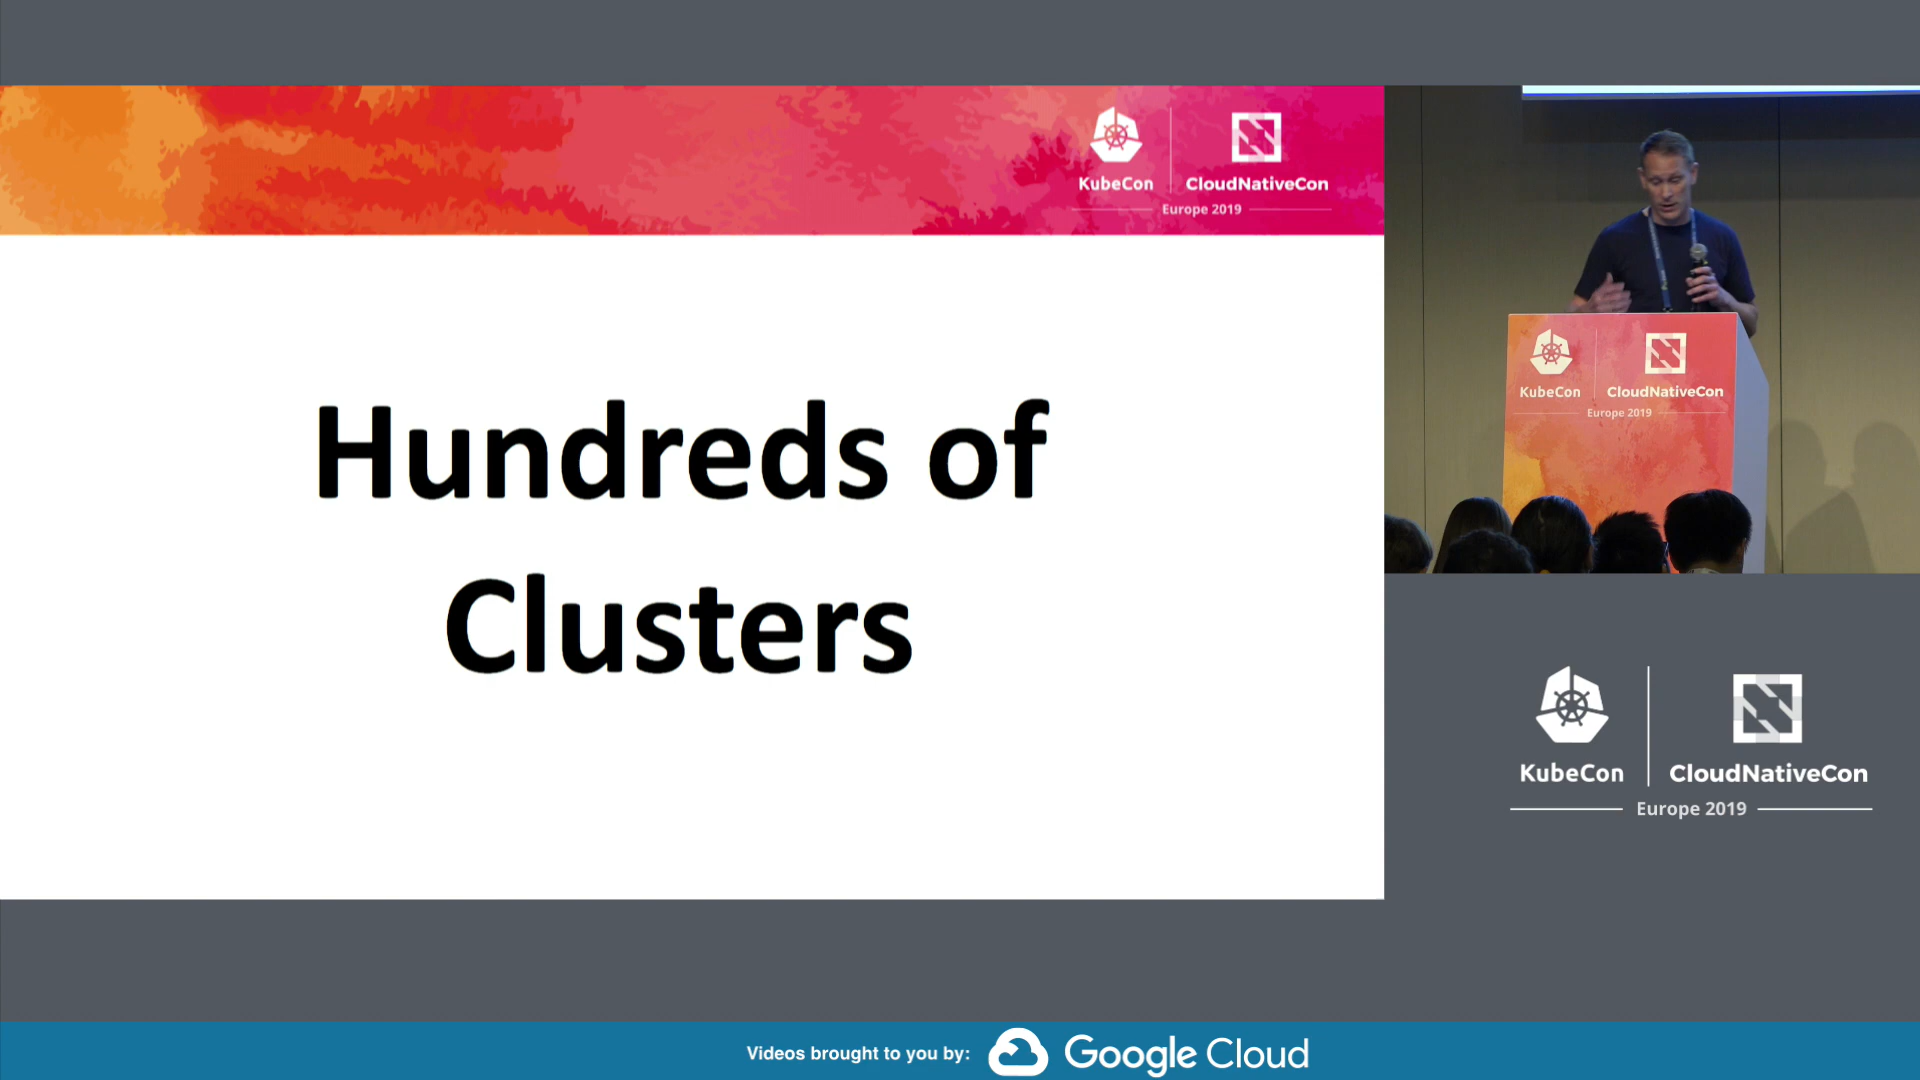 KubeCon
CloudNativeCon
Europe 2019
Hundreds of
Clusters
KubeCon
CloudNativeCon
Europe 2019
KubeCon
CloudNativeCon
Europe 2019
Videos brought to you by:
Google Cloud